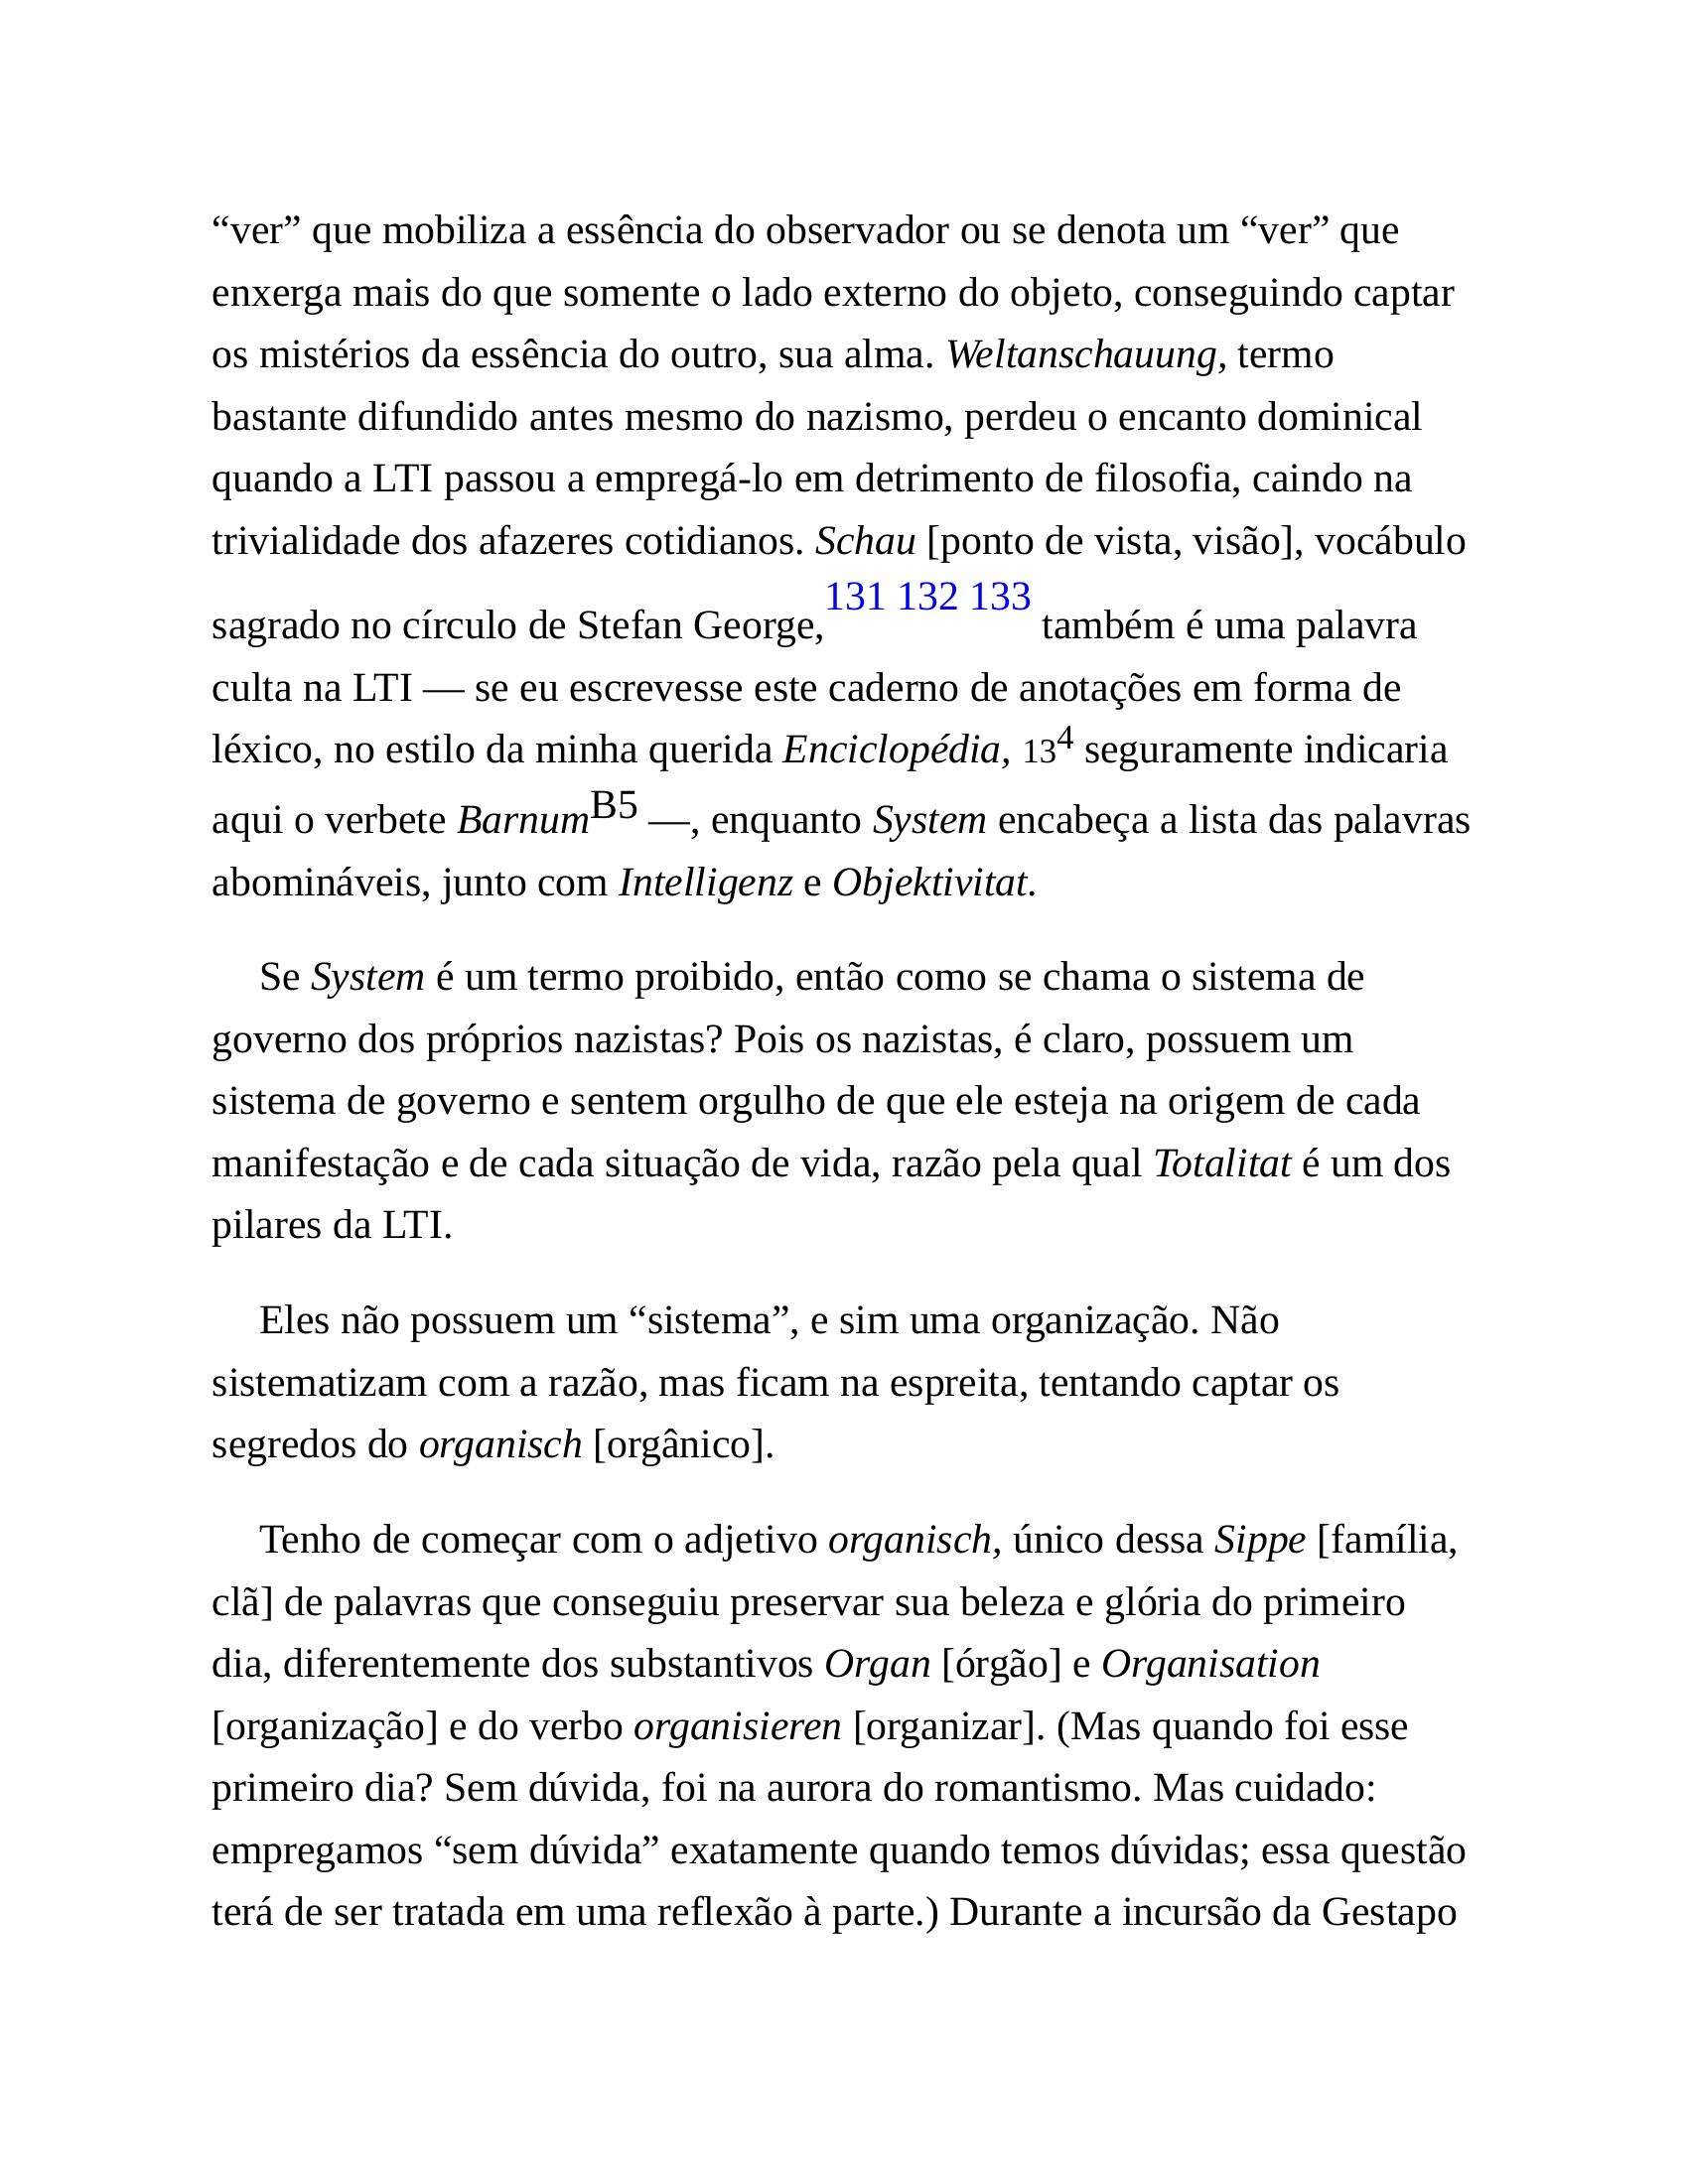 “ver” que mobiliza a essência do observador ou se denota um “ver” que
enxerga mais do que somente o lado externo do objeto, conseguindo captar
os mistérios da essência do outro, sua alma. Weltanschauung, termo
bastante difundido antes mesmo do nazismo, perdeu o encanto dominical
quando a LTI passou a empregá-lo em detrimento de filosofia, caindo na
trivialidade dos afazeres cotidianos. Schau [ponto de vista, visão], vocábulo
sagrado no círculo de Stefan George,131 132 133 também é uma palavra
culta na LTI — se eu escrevesse este caderno de anotações em forma de
léxico, no estilo da minha querida Enciclopédia, 134 seguramente indicaria
aqui o verbete BarnumB5 —, enquanto System encabeça a lista das palavras
abomináveis, junto com Intelligenz e Objektivitat.
Se System é um termo proibido, então como se chama o sistema de
governo dos próprios nazistas? Pois os nazistas, é claro, possuem um
sistema de governo e sentem orgulho de que ele esteja na origem de cada
manifestação e de cada situação de vida, razão pela qual Totalitat é um dos
pilares da LTI.
Eles não possuem um “sistema”, e sim uma organização. Não
sistematizam com a razão, mas ficam na espreita, tentando captar os
segredos do organisch [orgânico].
Tenho de começar com o adjetivo organisch, único dessa Sippe [família,
clã] de palavras que conseguiu preservar sua beleza e glória do primeiro
dia, diferentemente dos substantivos Organ [órgão] e Organisation
[organização] e do verbo organisieren [organizar]. (Mas quando foi esse
primeiro dia? Sem dúvida, foi na aurora do romantismo. Mas cuidado:
empregamos “sem dúvida” exatamente quando temos dúvidas; essa questão
terá de ser tratada em uma reflexão à parte.) Durante a incursão da Gestapo